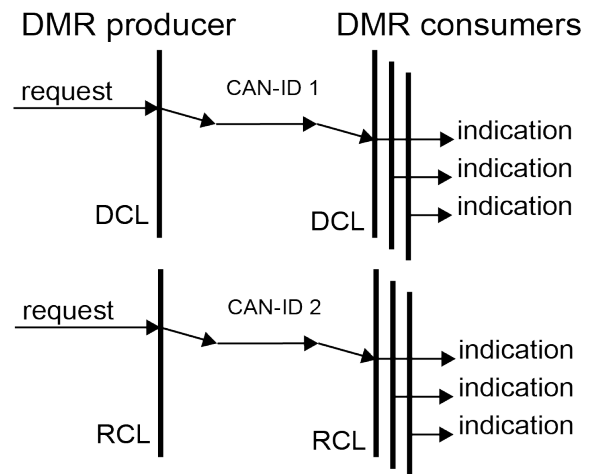 DMR producer
DMR consumers
request
CAN-ID 1
indication
indication
indication
DCL
DCL
request
CAN-ID 2
indication
indication
indication
RCL
RCL